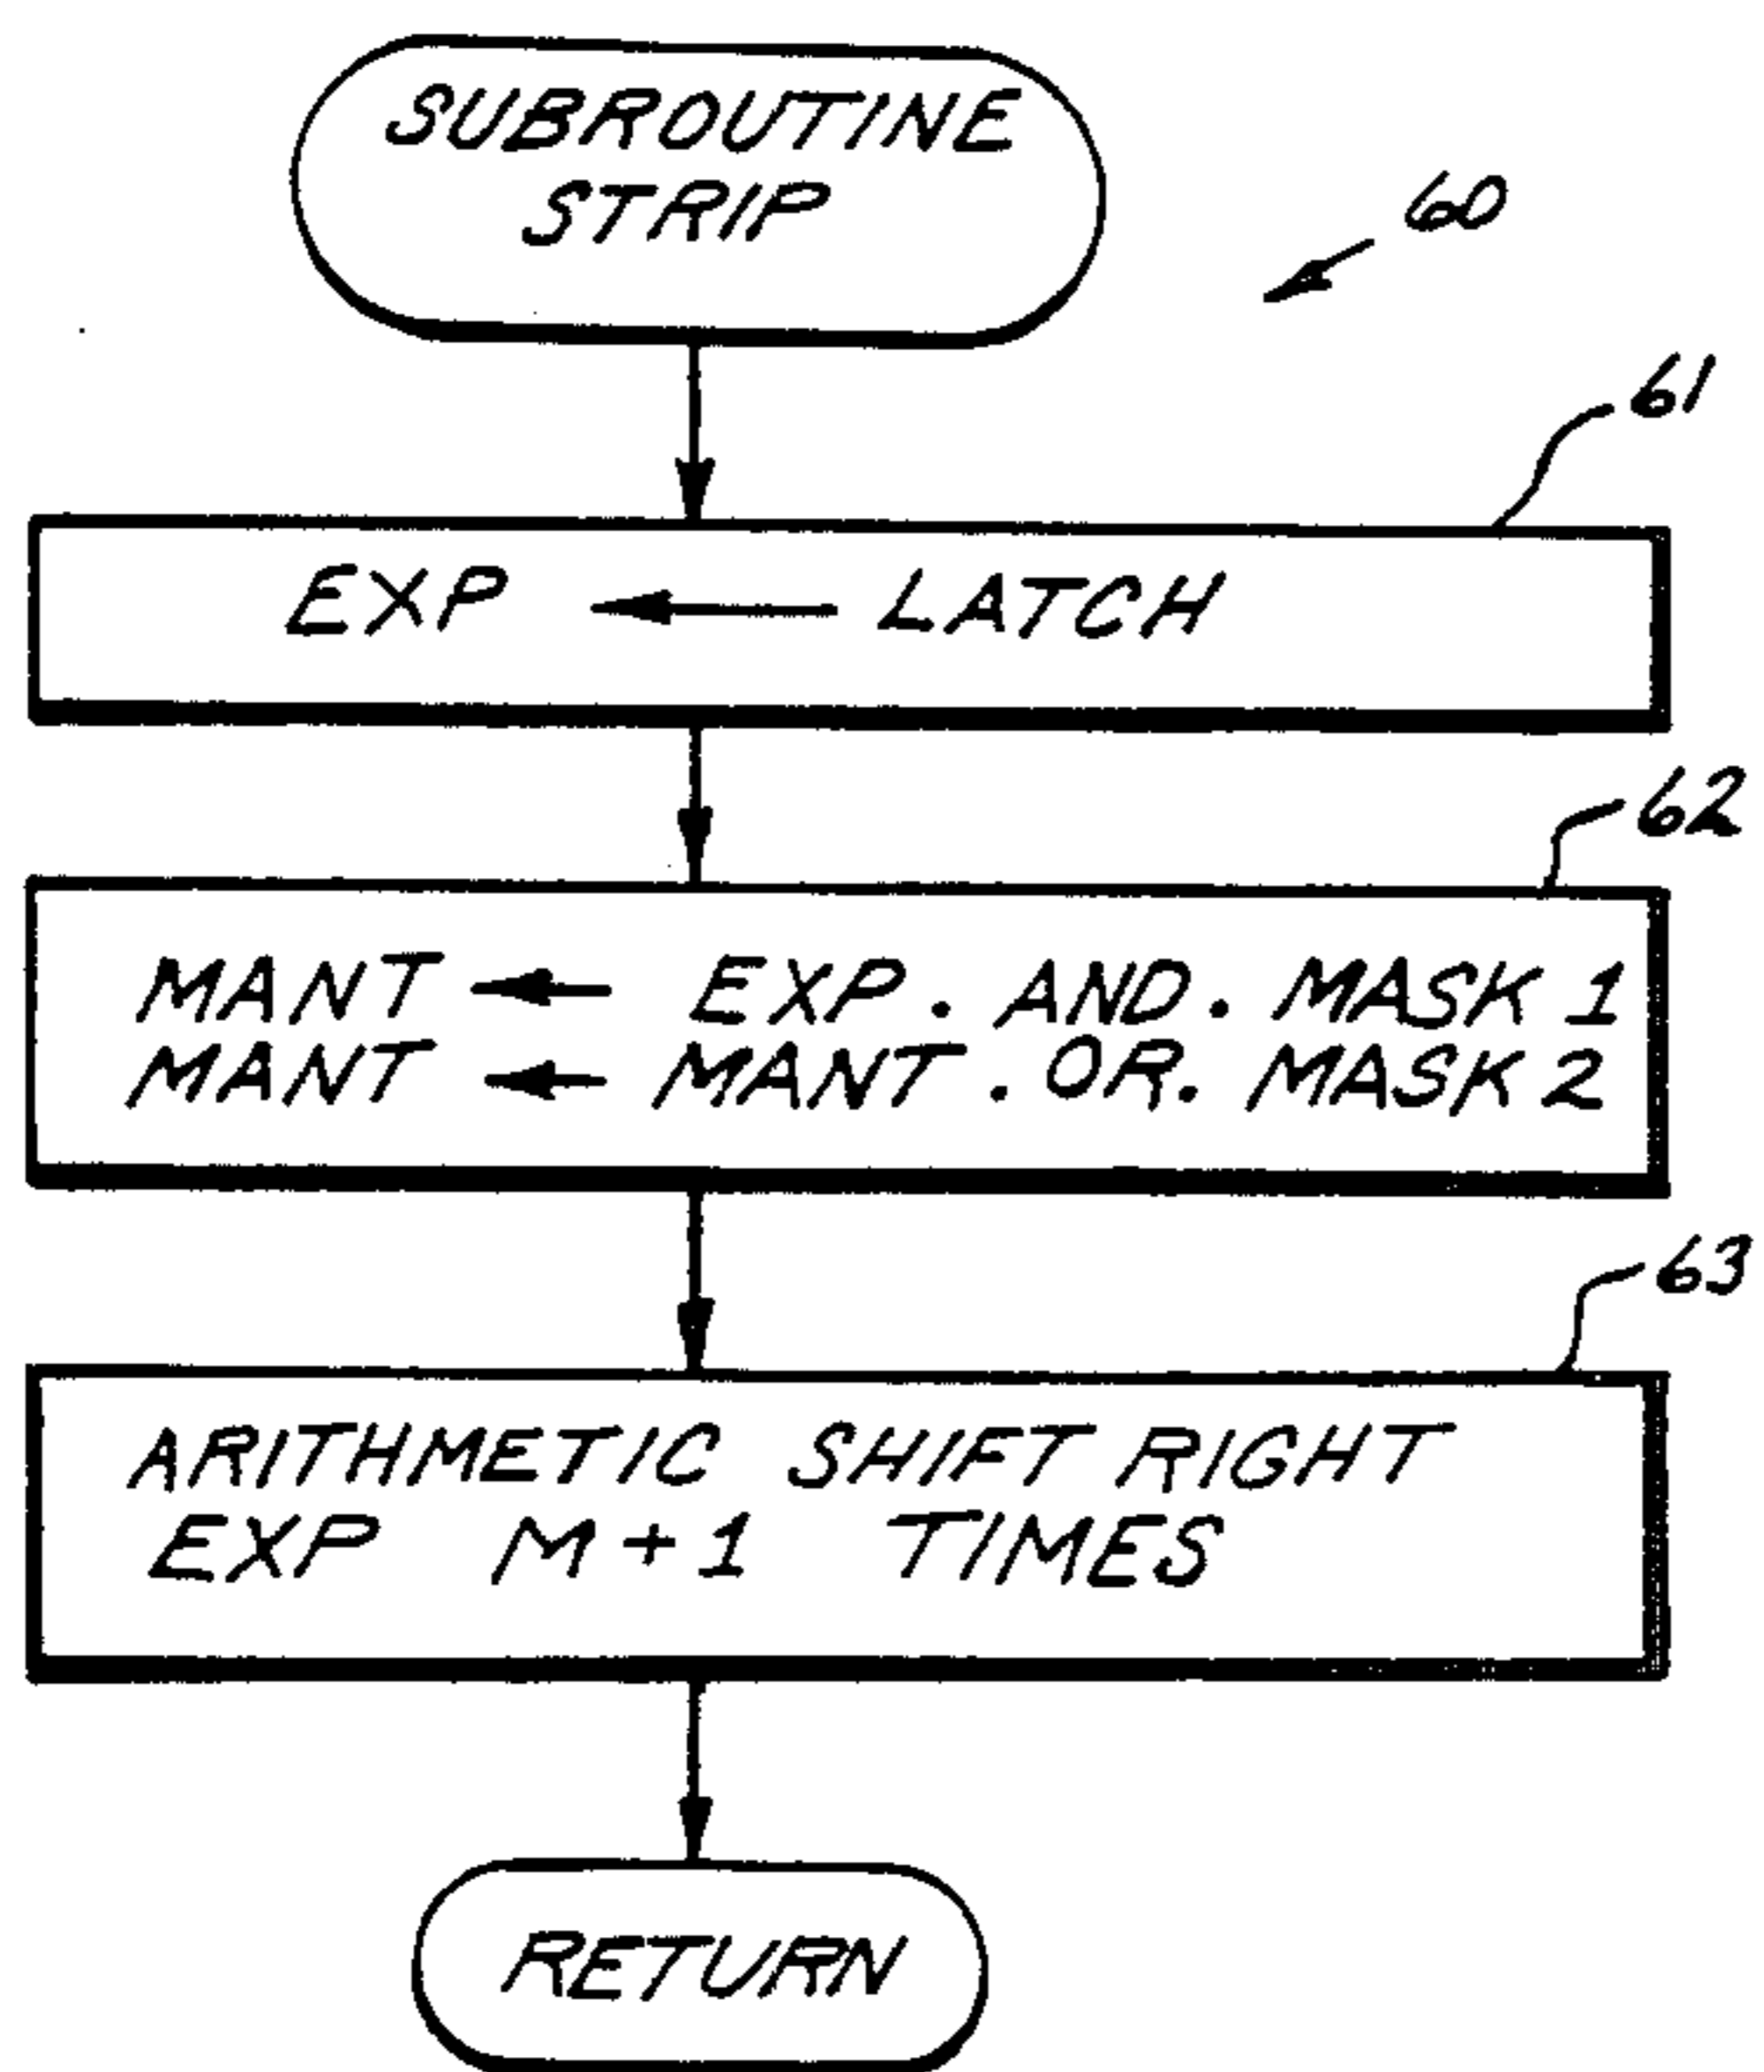 SUBROUTINE
STRIP
60
61
EXP ← LATCH
62
MANT ← EXP. AND. MASK 1
MANT ← MANT. OR. MASK 2
63
ARITHMETIC SHIFT RIGHT
EXP M+1 TIMES
RETURN